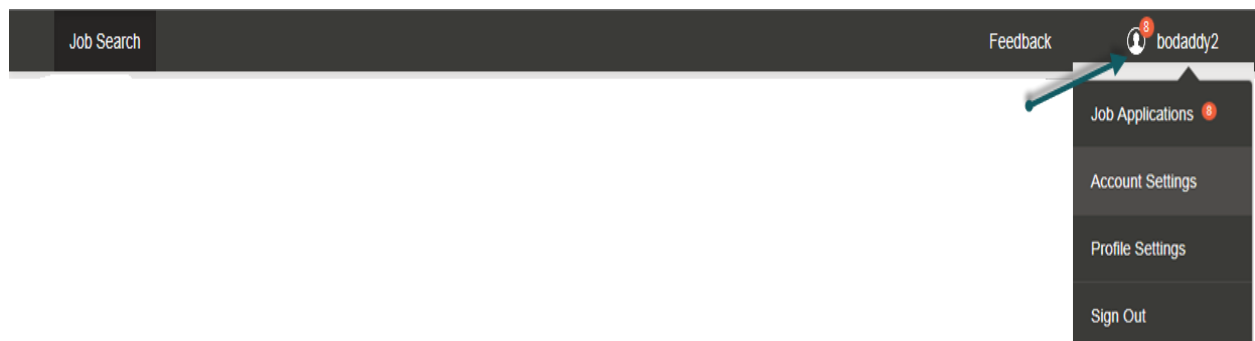 Job Search Feedback 8 bodaddy2
Job Applications 8
Account Settings
Profile Settings
Sign Out